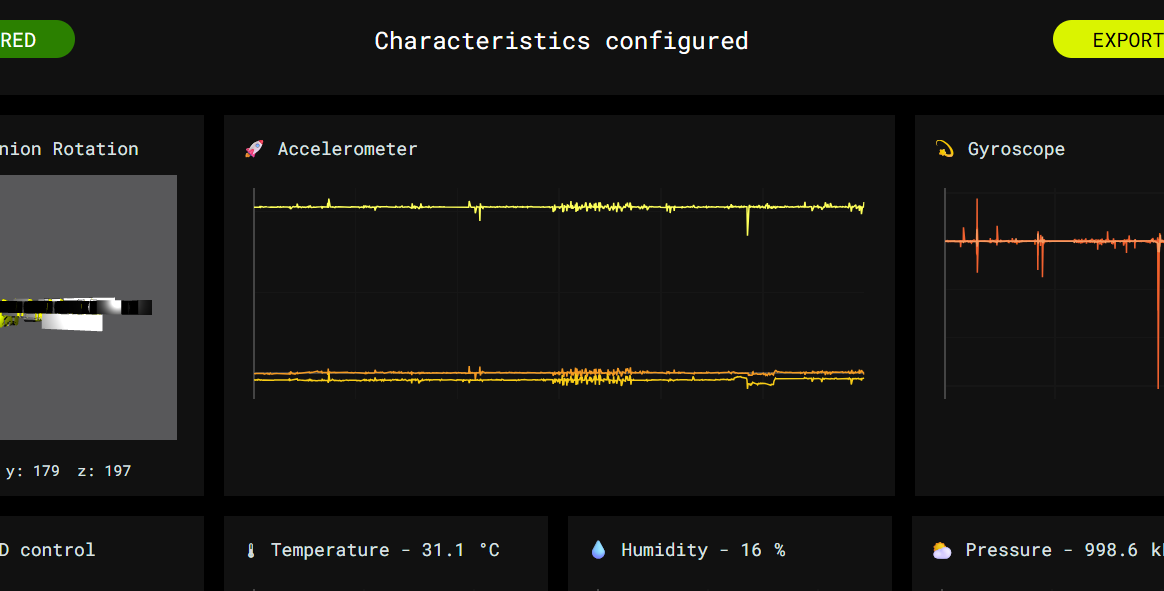 RED
Characteristics configured
EXPORT
nion Rotation
Accelerometer
Gyroscope
y: 179 z: 197
D control
Temperature - 31.1 °C
Humidity - 16 %
Pressure - 998.6 k